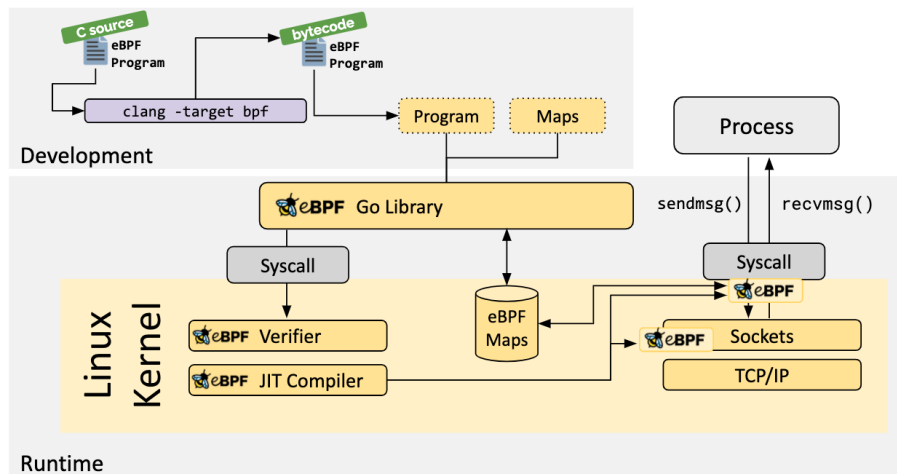 C source
eBPF
Program
bytecode
eBPF
Program
clang -target bpf
Program
Maps
Development
Process
eBPF Go Library
sendmsg()
recvmsg()
Syscall
Syscall
eBPF
Linux
Kernel
eBPF
Maps
eBPF Verifier
eBPF
Sockets
eBPF JIT Compiler
TCP/IP
Runtime